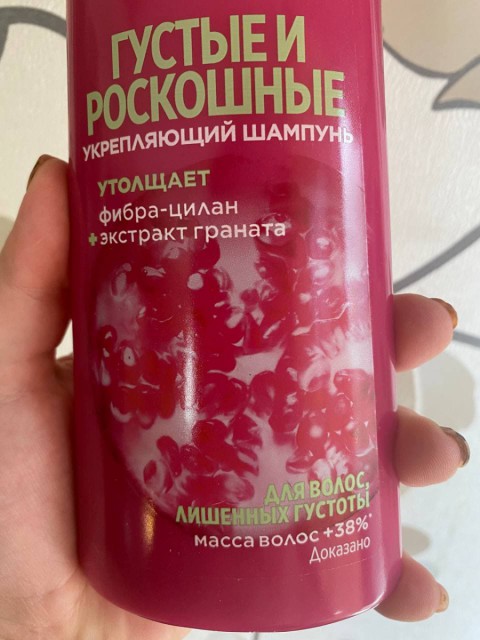 ГУСТЫЕ И
РОСКОШНЫЕ
УКРЕПЛЯЮЩИЙ ШАМПУНЬ
УТОЛЩАЕТ
фибра-цилан
+ экстракт граната
ДЛЯ ВОЛОС,
ЛИШЕННЫХ ГУСТОТЫ
МАССА ВОЛОС +38%*
Доказано